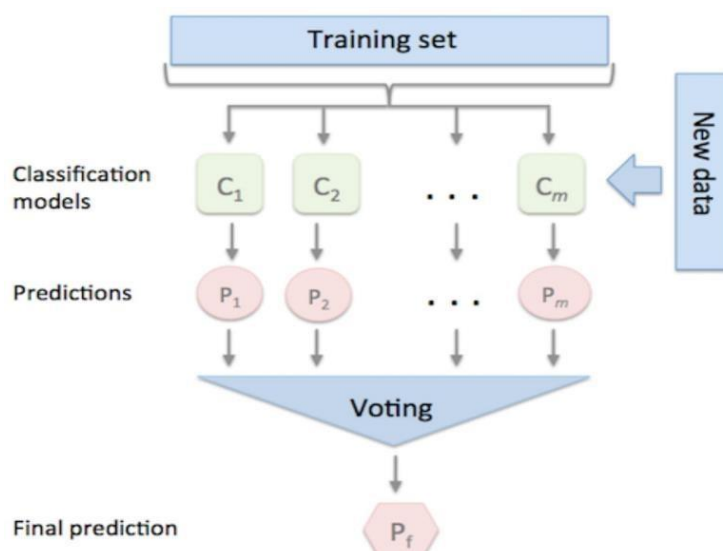 Training set
New data
Classification
models
C1 C2 . . . Cm
Predictions
P1 P2 . . . Pm
Voting
Final prediction
Pf